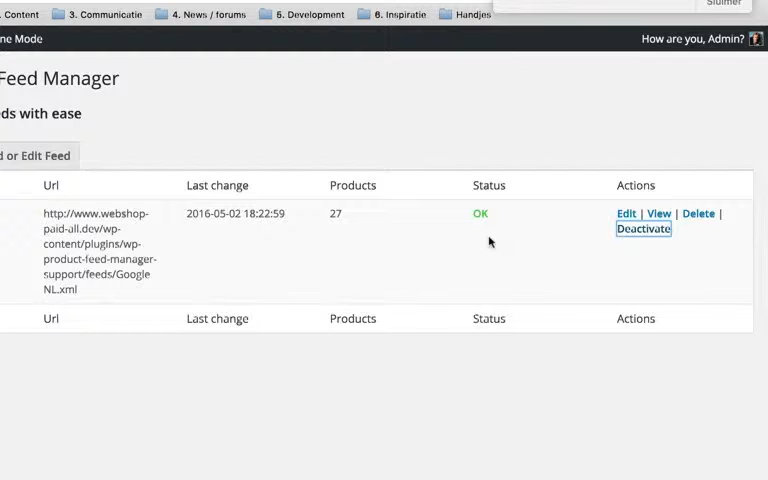 Sluimer
. Content 3. Communicatie 4. News / forums 5. Development 6. Inspiratie Handjes
ne Mode How are you, Admin?
Feed Manager
ds with ease
d or Edit Feed
Url Last change Products Status Actions
http://www.webshop- 2016-05-02 18:22:59 27 OK Edit | View | Delete |
paid-all.dev/wp- Deactivate
content/plugins/wp-
product-feed-manager-
support/feeds/Google
NL.xml
Url Last change Products Status Actions